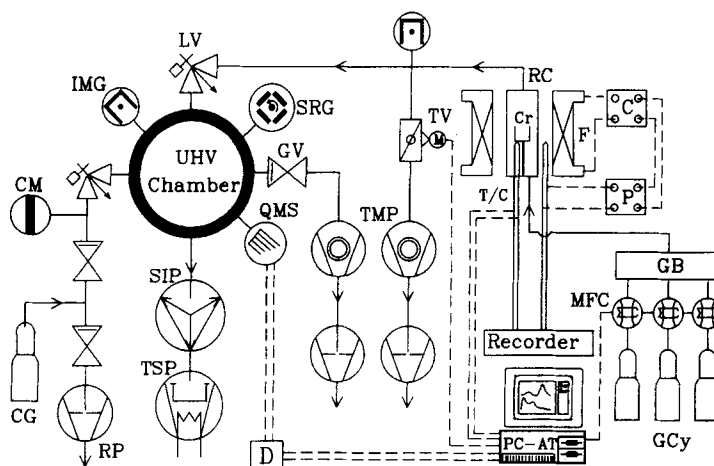 LV
RC
IMG
SRG
TV
M
Cr
F
C
UHV
Chamber
GV
CM
QMS
T/C
P
TMP
GB
SIP
MFC
Recorder
TSP
CG
RP
D
PC-AT
GCy